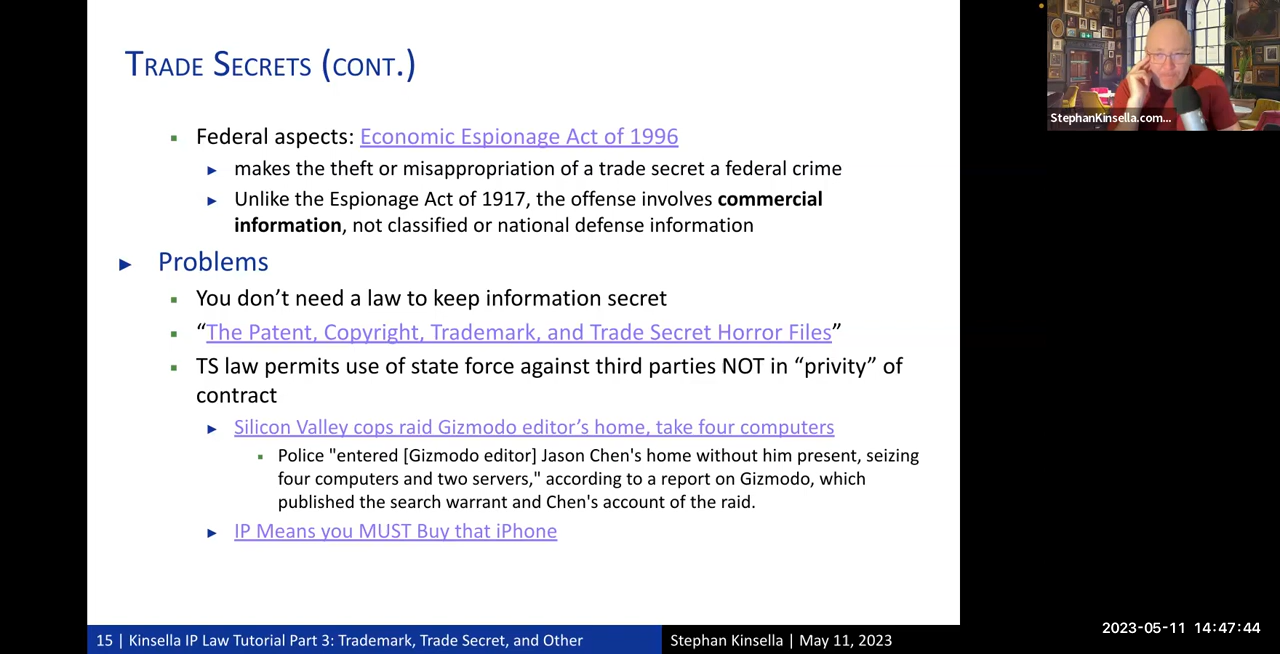 TRADE SECRETS (CONT.)
Federal aspects: Economic Espionage Act of 1996
makes the theft or misappropriation of a trade secret a federal crime
Unlike the Espionage Act of 1917, the offense involves commercial
information, not classified or national defense information
Problems
You don’t need a law to keep information secret
“The Patent, Copyright, Trademark, and Trade Secret Horror Files”
TS law permits use of state force against third parties NOT in “privity” of
contract
Silicon Valley cops raid Gizmodo editor’s home, take four computers
Police "entered [Gizmodo editor] Jason Chen's home without him present, seizing
four computers and two servers," according to a report on Gizmodo, which
published the search warrant and Chen's account of the raid.
IP Means you MUST Buy that iPhone
15 | Kinsella IP Law Tutorial Part 3: Trademark, Trade Secret, and Other
Stephan Kinsella | May 11, 2023
StephanKinsella.com...
2023-05-11 14:47:44